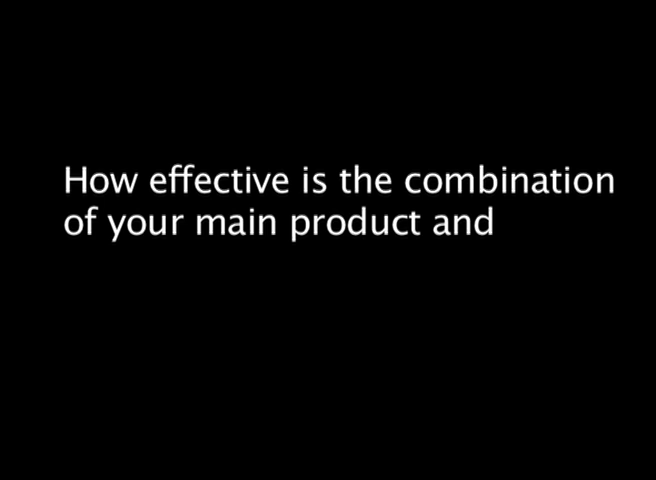 How effective is the combination
of your main product and